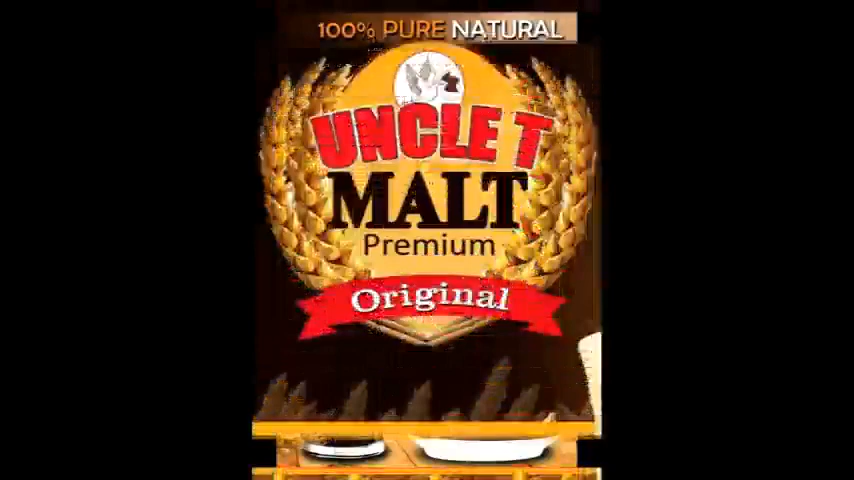 100% PURE NATURAL
UNCLE T
MALT
Premium
Original